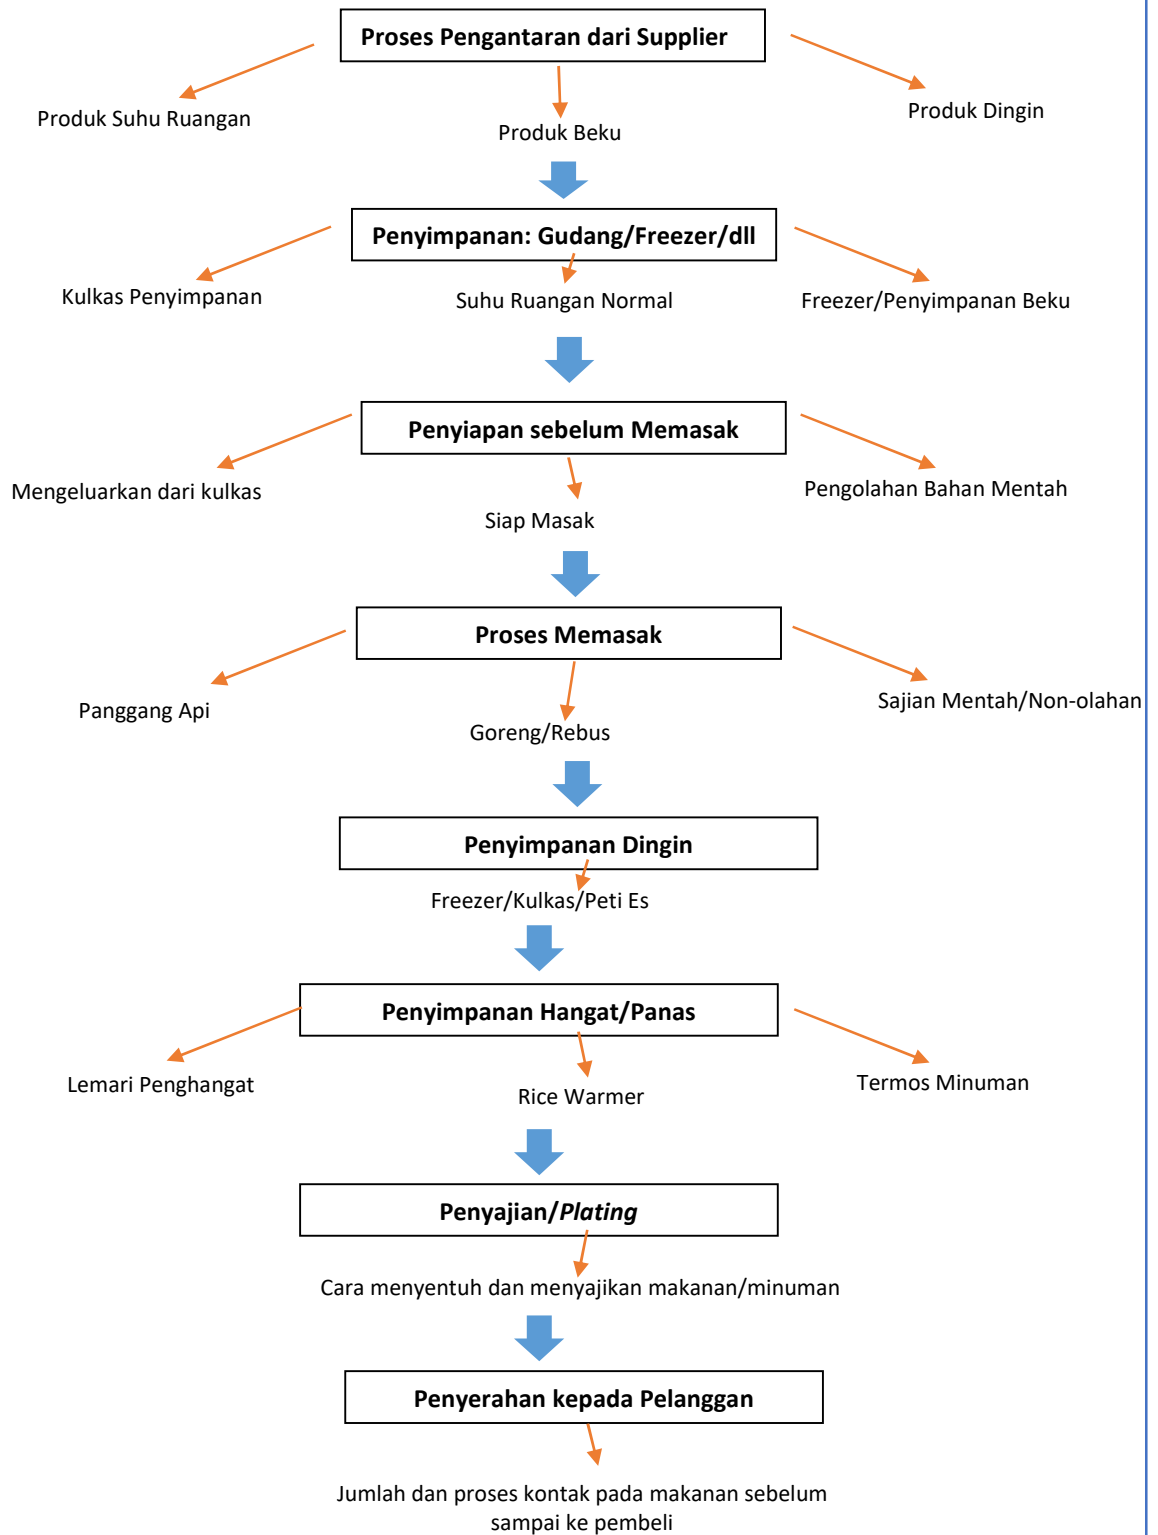 Proses Pengantaran dari Supplier
Produk Suhu Ruangan
Produk Beku
Produk Dingin
Penyimpanan: Gudang/Freezer/dll
Kulkas Penyimpanan
Suhu Ruangan Normal
Freezer/Penyimpanan Beku
Penyiapan sebelum Memasak
Mengeluarkan dari kulkas
Siap Masak
Pengolahan Bahan Mentah
Proses Memasak
Panggang Api
Goreng/Rebus
Sajian Mentah/Non-olahan
Penyimpanan Dingin
Freezer/Kulkas/Peti Es
Penyimpanan Hangat/Panas
Lemari Penghangat
Rice Warmer
Termos Minuman
Penyajian/Plating
Cara menyentuh dan menyajikan makanan/minuman
Penyerahan kepada Pelanggan
Jumlah dan proses kontak pada makanan sebelum
sampai ke pembeli